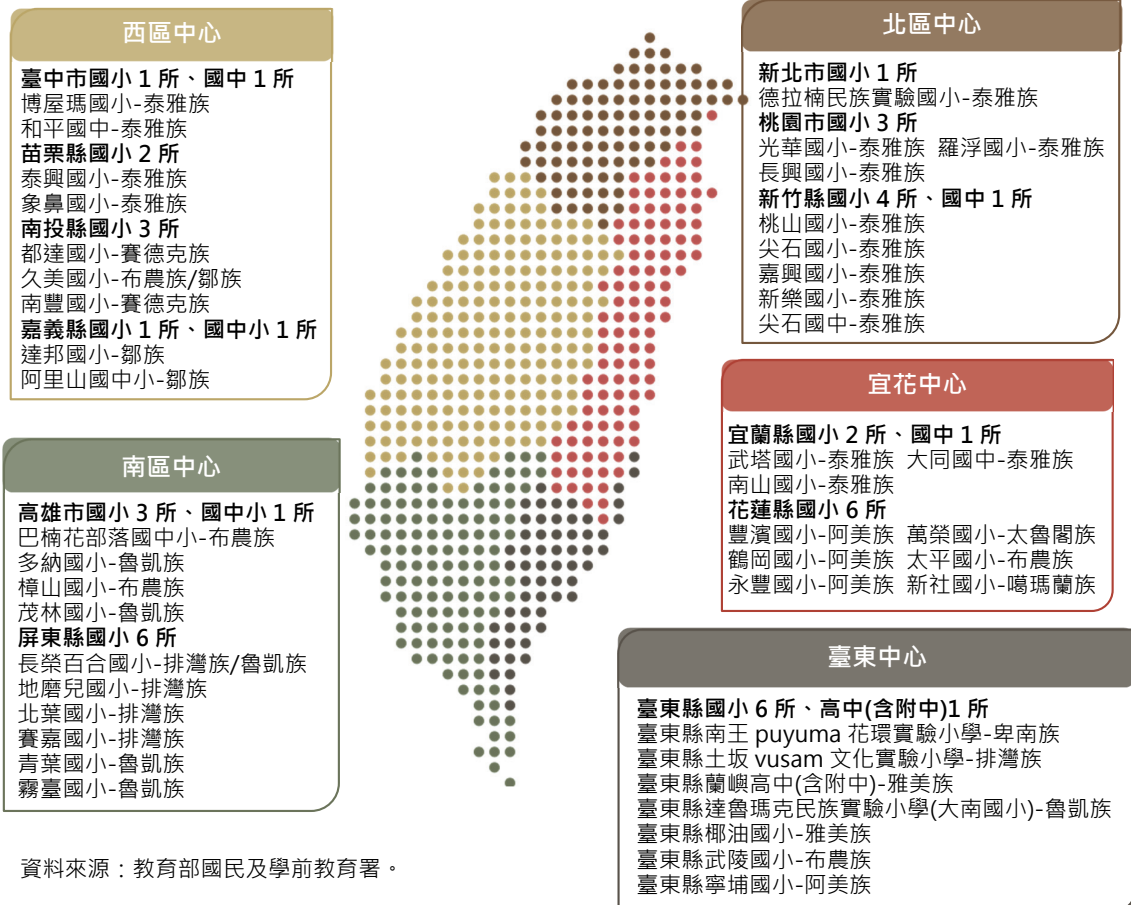 西區中心
臺中市國小 1 所、國中 1 所
博屋瑪國小-泰雅族
和平國中-泰雅族
苗栗縣國小 2 所
泰興國小-泰雅族
象鼻國小-泰雅族
南投縣國小 3 所
都達國小-賽德克族
久美國小-布農族/鄒族
南豐國小-賽德克族
嘉義縣國小 1 所、國中小 1 所
達邦國小-鄒族
阿里山國中小-鄒族
北區中心
新北市國小 1 所
德拉楠民族實驗國小-泰雅族
桃園市國小 3 所
光華國小-泰雅族 羅浮國小-泰雅族
長興國小-泰雅族
新竹縣國小 4 所、國中 1 所
桃山國小-泰雅族
尖石國小-泰雅族
嘉興國小-泰雅族
新樂國小-泰雅族
尖石國中-泰雅族
宜花中心
宜蘭縣國小 2 所、國中 1 所
武塔國小-泰雅族 大同國中-泰雅族
南山國小-泰雅族
花蓮縣國小 6 所
豐濱國小-阿美族 萬榮國小-太魯閣族
鶴岡國小-阿美族 太平國小-布農族
永豐國小-阿美族 新社國小-噶瑪蘭族
南區中心
高雄市國小 3 所、國中小 1 所
巴楠花部落國中小-布農族
多納國小-魯凱族
樟山國小-布農族
茂林國小-魯凱族
屏東縣國小 6 所
長榮百合國小-排灣族/魯凱族
地磨兒國小-排灣族
北葉國小-排灣族
賽嘉國小-排灣族
青葉國小-魯凱族
霧臺國小-魯凱族
臺東中心
臺東縣國小 6 所、高中(含附中)1 所
臺東縣南王 puyuma 花環實驗小學-卑南族
臺東縣土坂 vusam 文化實驗小學-排灣族
臺東縣蘭嶼高中(含附中)-雅美族
臺東縣達魯瑪克民族實驗小學(大南國小)-魯凱族
臺東縣椰油國小-雅美族
臺東縣武陵國小-布農族
臺東縣寧埔國小-阿美族
資料來源：教育部國民及學前教育署。